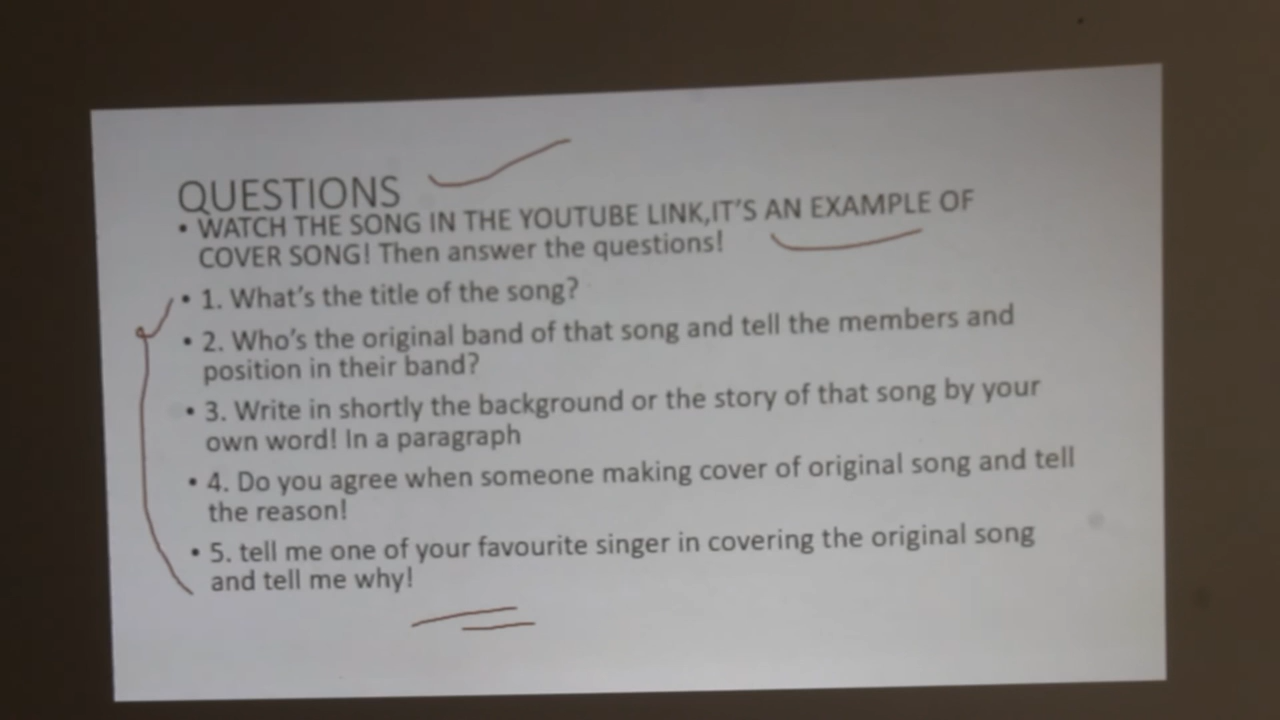 QUESTIONS
• WATCH THE SONG IN THE YOUTUBE LINK,IT'S AN EXAMPLE OF
COVER SONG! Then answer the questions!
• 1. What's the title of the song?
• 2. Who's the original band of that song and tell the members and
position in their band?
• 3. Write in shortly the background or the story of that song by your
own word! In a paragraph
• 4. Do you agree when someone making cover of original song and tell
the reason!
• 5. tell me one of your favourite singer in covering the original song
and tell me why!